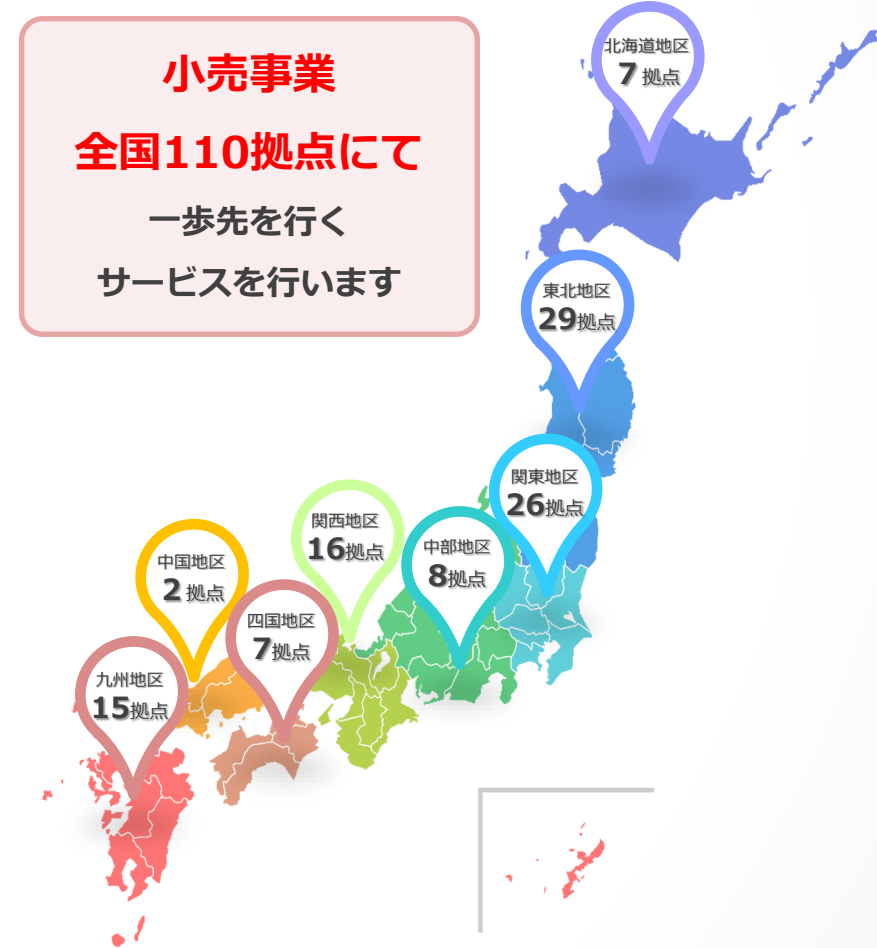 小売事業
全国110拠点にて
一歩先を行く
サービスを行います
北海道地区
7 拠点
東北地区
29拠点
関東地区
26拠点
関西地区
16拠点
中部地区
8拠点
中国地区
2 拠点
四国地区
7拠点
九州地区
15拠点